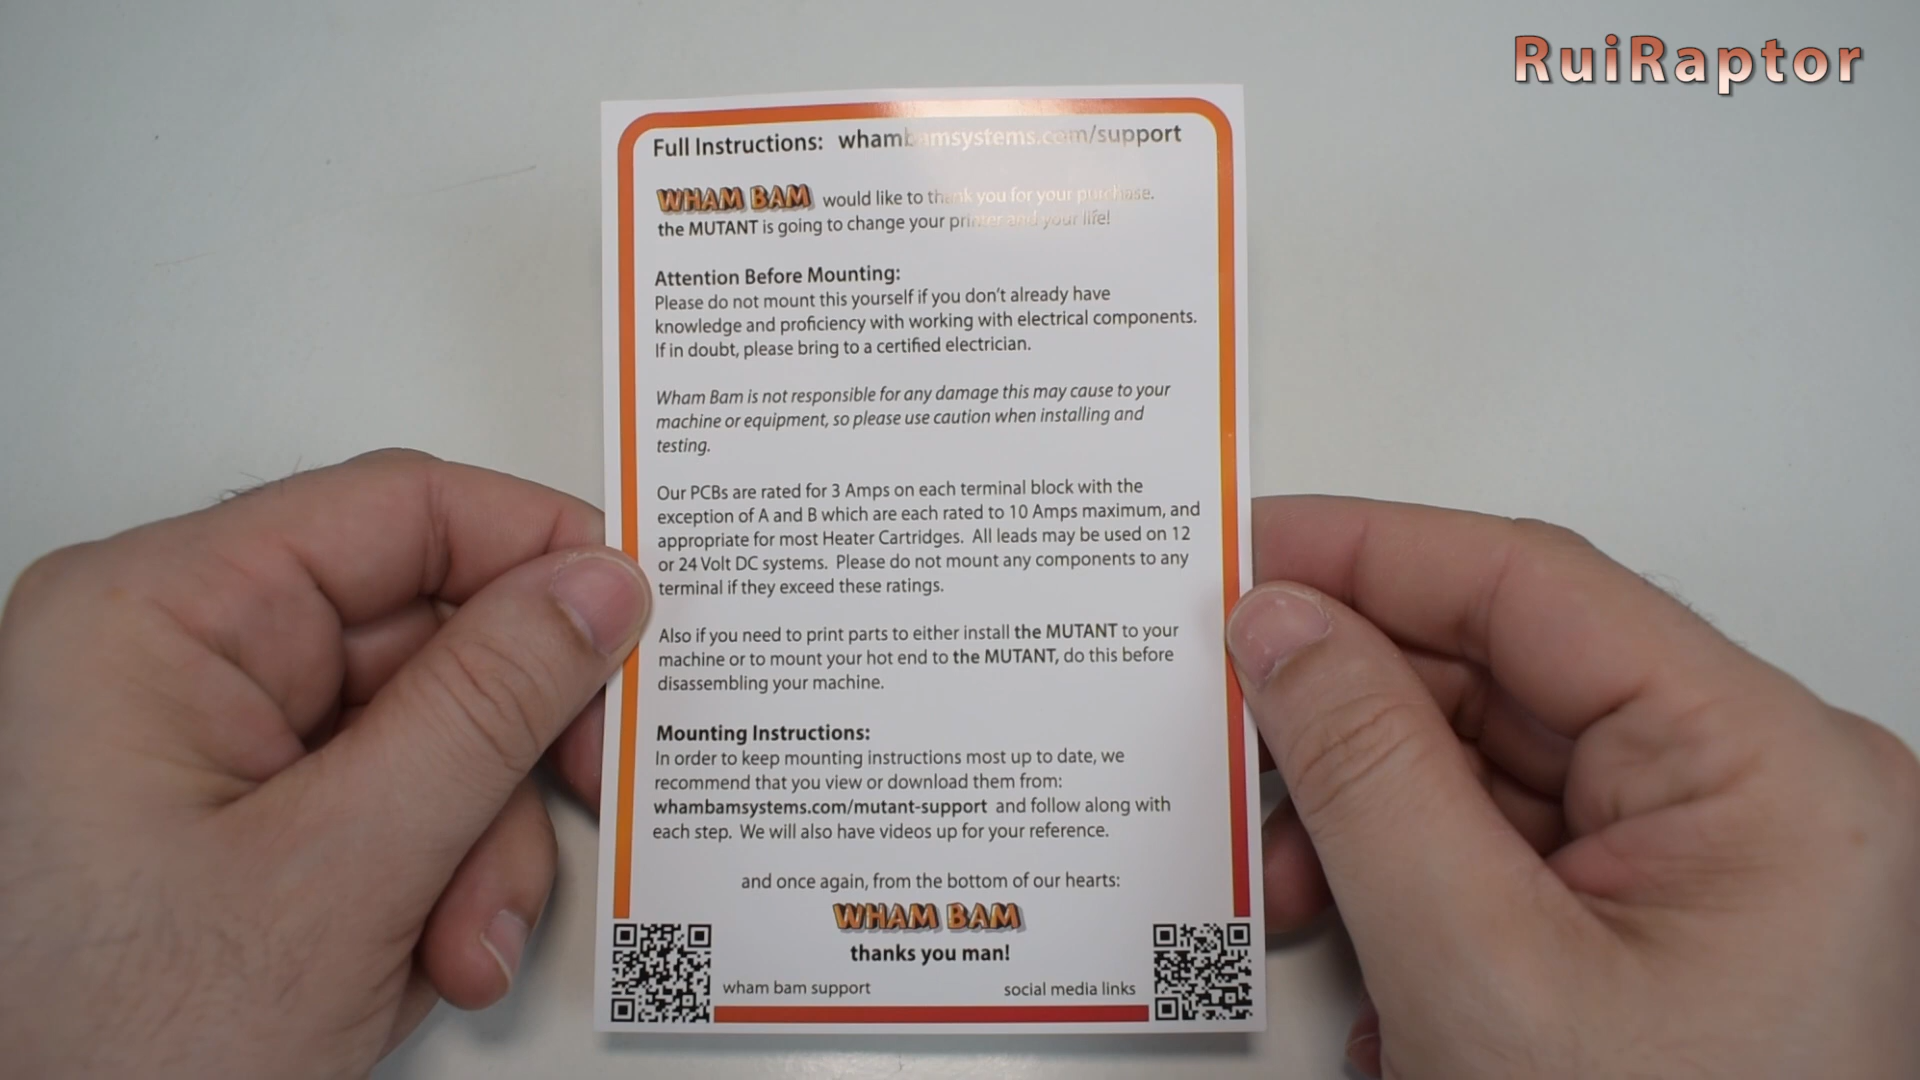 RuiRaptor
Full Instructions: whambamsystems.com/support
WHAM BAM would like to thank you for your purchase.
the MUTANT is going to change your printer and your life!
Attention Before Mounting:
Please do not mount this yourself if you don't already have
knowledge and proficiency with working with electrical components.
If in doubt, please bring to a certified electrician.
Wham Bam is not responsible for any damage this may cause to your
machine or equipment, so please use caution when installing and
testing.
Our PCBs are rated for 3 Amps on each terminal block with the
exception of A and B which are each rated to 10 Amps maximum, and
appropriate for most Heater Cartridges. All leads may be used on 12
or 24 Volt DC systems. Please do not mount any components to any
terminal if they exceed these ratings.
Also if you need to print parts to either install the MUTANT to your
machine or to mount your hot end to the MUTANT, do this before
disassembling your machine.
Mounting Instructions:
In order to keep mounting instructions most up to date, we
recommend that you view or download them from:
whambamsystems.com/mutant-support and follow along with
each step. We will also have videos up for your reference.
and once again, from the bottom of our hearts:
WHAM BAM
thanks you man!
wham bam support
social media links